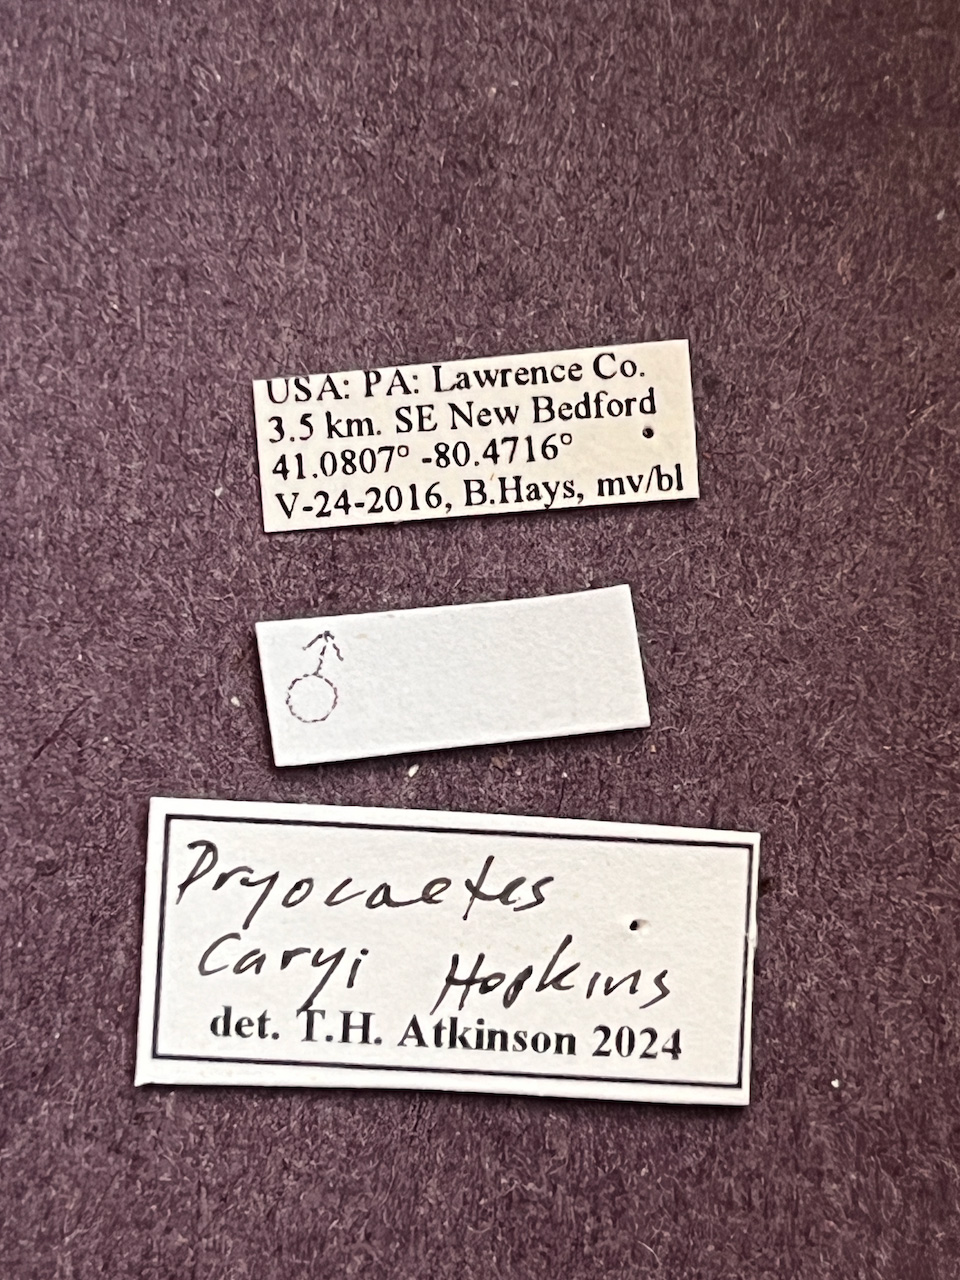 USA: PA: Lawrence Co.
3.5 km. SE New Bedford
41.0807° -80.4716°
V-24-2016, B.Hays, mv/bl
♂
Dryocoetes
Caryi Hopkins
det. T.H. Atkinson 2024